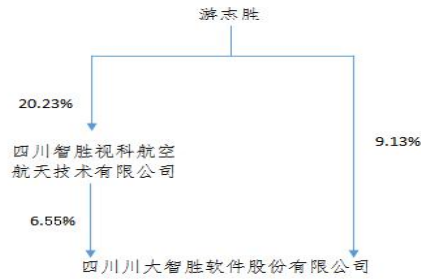 游志胜
20.23%
9.13%
四川智胜视科航空
航天技术有限公司
6.55%
四川川大智胜软件股份有限公司